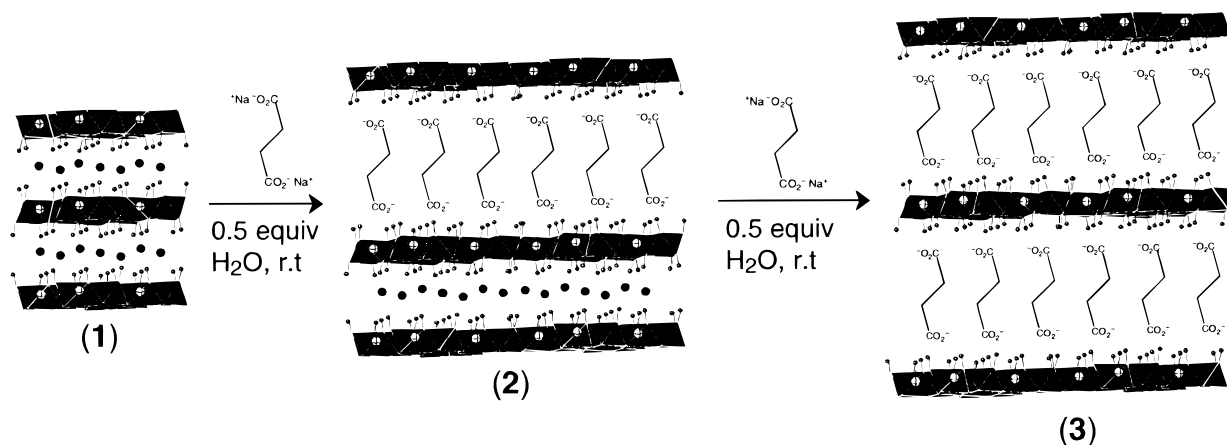 ⁺Na⁻O₂C
CO₂⁻ Na⁺
0.5 equiv
H₂O, r.t
(1)
⁻O₂C ⁻O₂C ⁻O₂C ⁻O₂C ⁻O₂C ⁻O₂C
CO₂⁻ CO₂⁻ CO₂⁻ CO₂⁻ CO₂⁻ CO₂⁻
(2)
⁺Na⁻O₂C
CO₂⁻ Na⁺
0.5 equiv
H₂O, r.t
⁻O₂C ⁻O₂C ⁻O₂C ⁻O₂C ⁻O₂C ⁻O₂C
CO₂⁻ CO₂⁻ CO₂⁻ CO₂⁻ CO₂⁻ CO₂⁻
⁻O₂C ⁻O₂C ⁻O₂C ⁻O₂C ⁻O₂C ⁻O₂C
CO₂⁻ CO₂⁻ CO₂⁻ CO₂⁻ CO₂⁻ CO₂⁻
(3)